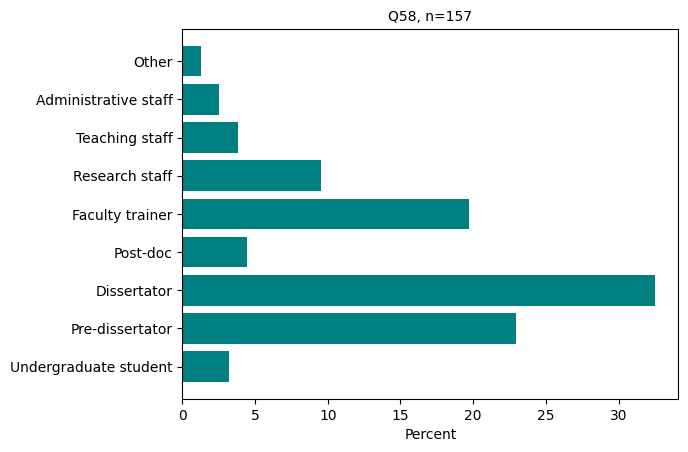 Q58, n=157
Other
Administrative staff
Teaching staff
Research staff
Faculty trainer
Post-doc
Dissertator
Pre-dissertator
Undergraduate student
0 5 10 15 20 25 30
Percent